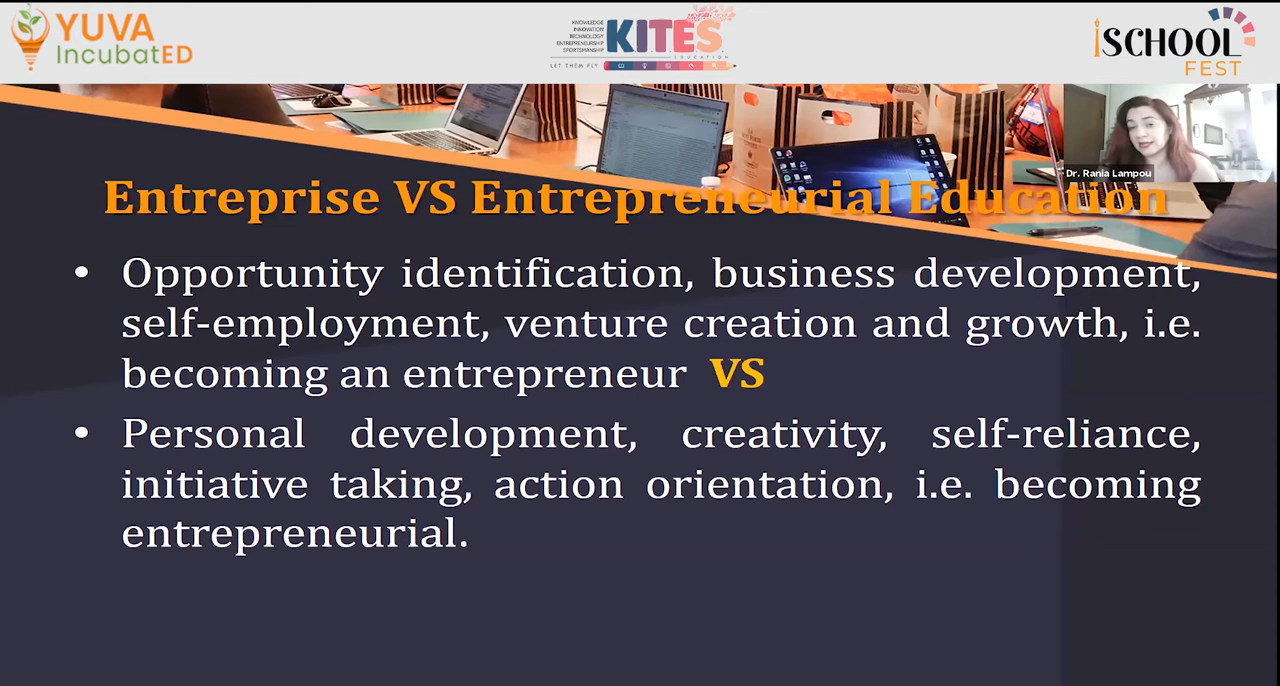 YUVA
IncubatED
KNOWLEDGE
INNOVATION
TECHNOLOGY
ENTREPRENEURSHIP
SPORTSMANSHIP
KITES
EDUCATION
LET THEM FLY
iSCHOOL
FEST
Dr. Rania Lampou
Entreprise VS Entrepreneurial Education
• Opportunity identification, business development,
self-employment, venture creation and growth, i.e.
becoming an entrepreneur VS
• Personal development, creativity, self-reliance,
initiative taking, action orientation, i.e. becoming
entrepreneurial.